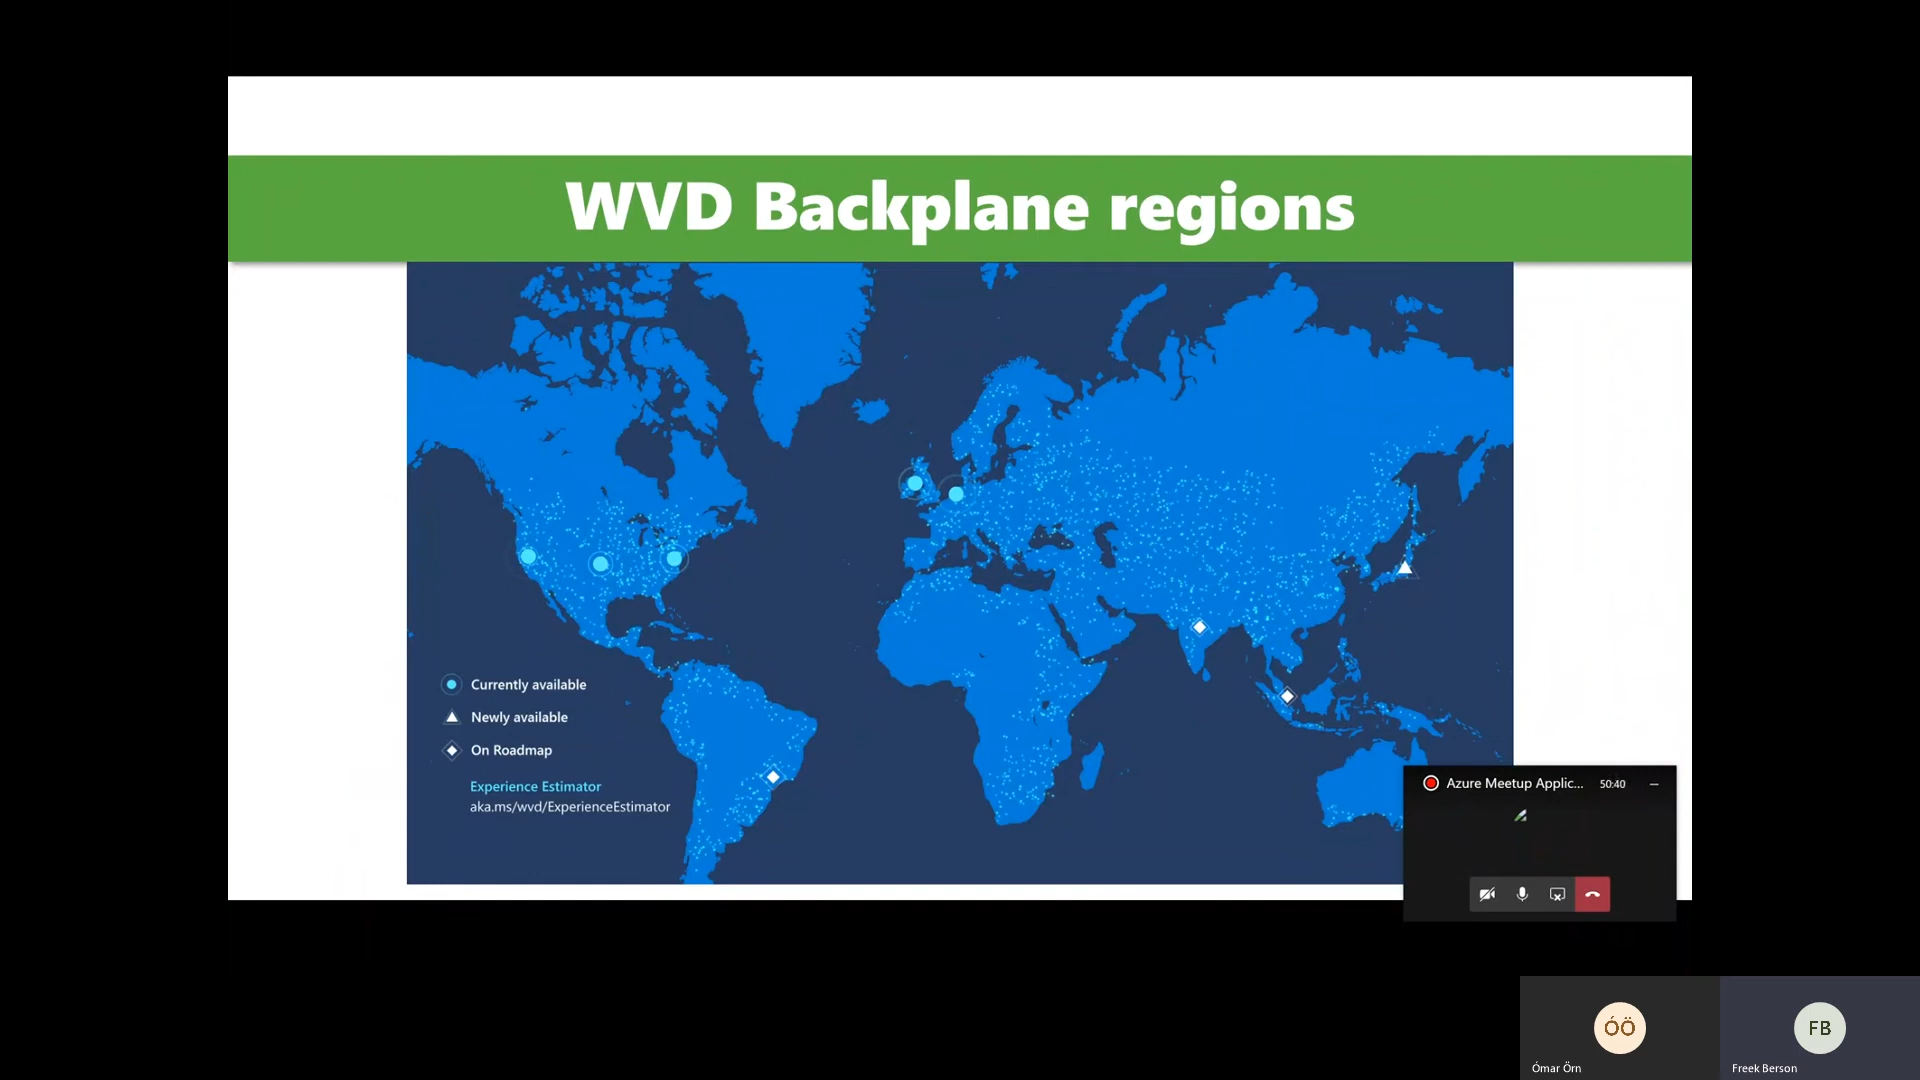 WVD Backplane regions
Currently available
Newly available
On Roadmap
Experience Estimator
aka.ms/wvd/ExperienceEstimator
Azure Meetup Applic... 50:40
ÓÖ
Ómar Örn
FB
Freek Berson